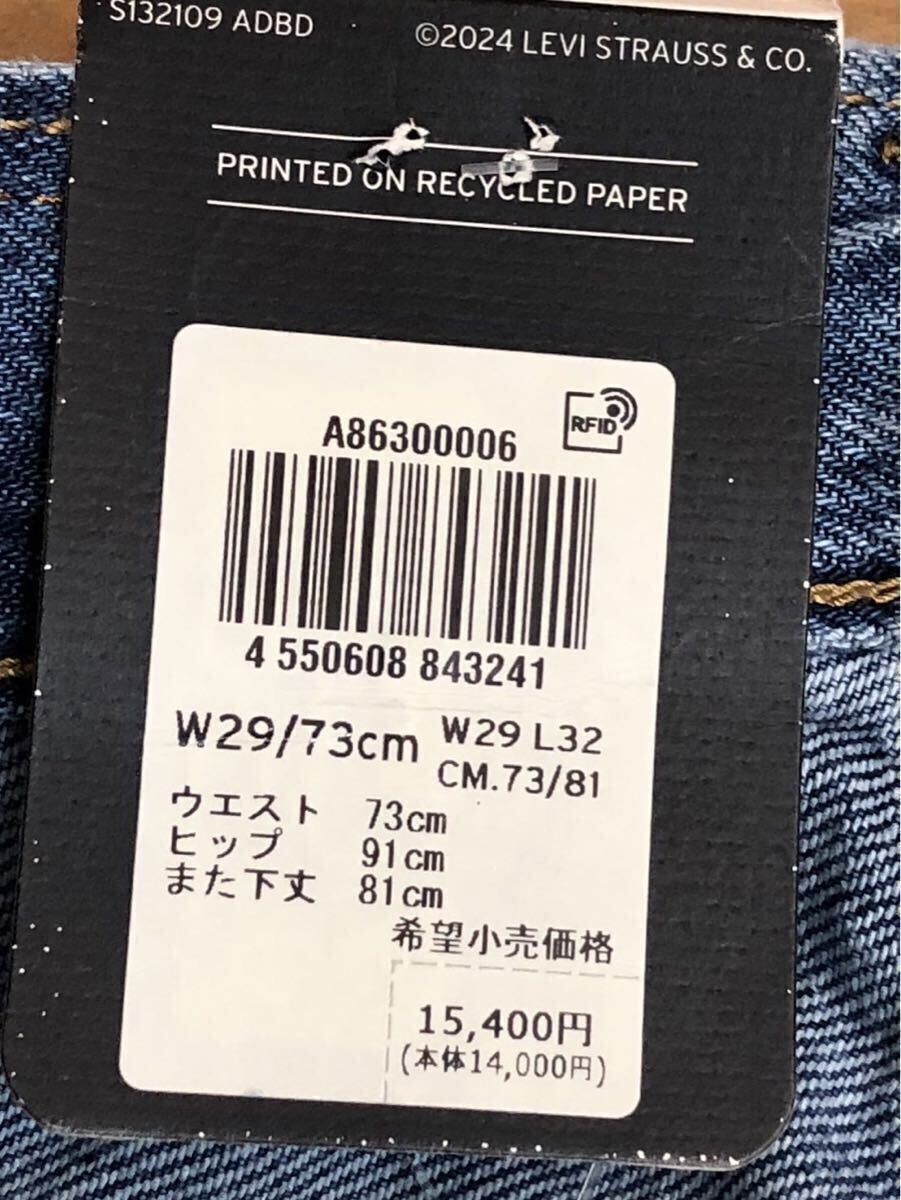 S132109 ADBD
©2024 LEVI STRAUSS & CO.
PRINTED ON RECYCLED PAPER
RFID
A86300006
4 550608 843241
W29/73cm
W29 L32
CM.73/81
ウエスト 73cm
ヒップ 91cm
また下丈 81cm
希望小売価格
15,400円
(本体14,000円)